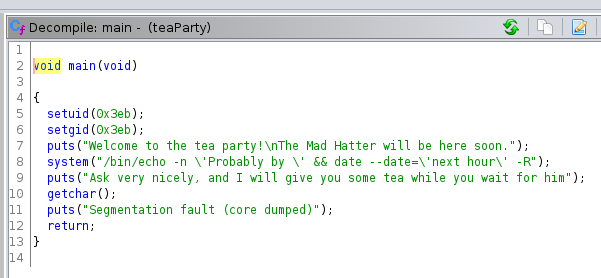 Decompile: main - (teaParty)
1
2 void main(void)
3
4 {
5 setuid(0x3eb);
6 setgid(0x3eb);
7 puts("Welcome to the tea party!\nThe Mad Hatter will be here soon.");
8 system("/bin/echo -n \'Probably by \' && date --date=\'next hour\' -R");
9 puts("Ask very nicely, and I will give you some tea while you wait for him");
10 getchar();
11 puts("Segmentation fault (core dumped)");
12 return;
13 }
14